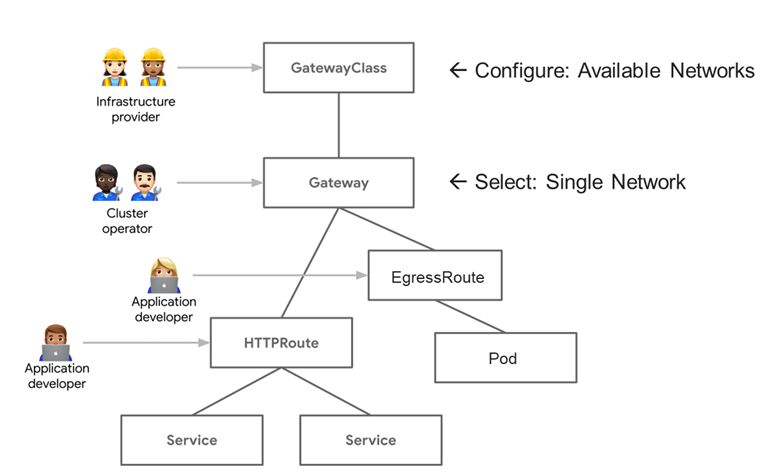 GatewayClass
← Configure: Available Networks
Infrastructure
provider
Gateway
← Select: Single Network
Cluster
operator
EgressRoute
Application
developer
HTTPRoute
Application
developer
Pod
Service
Service